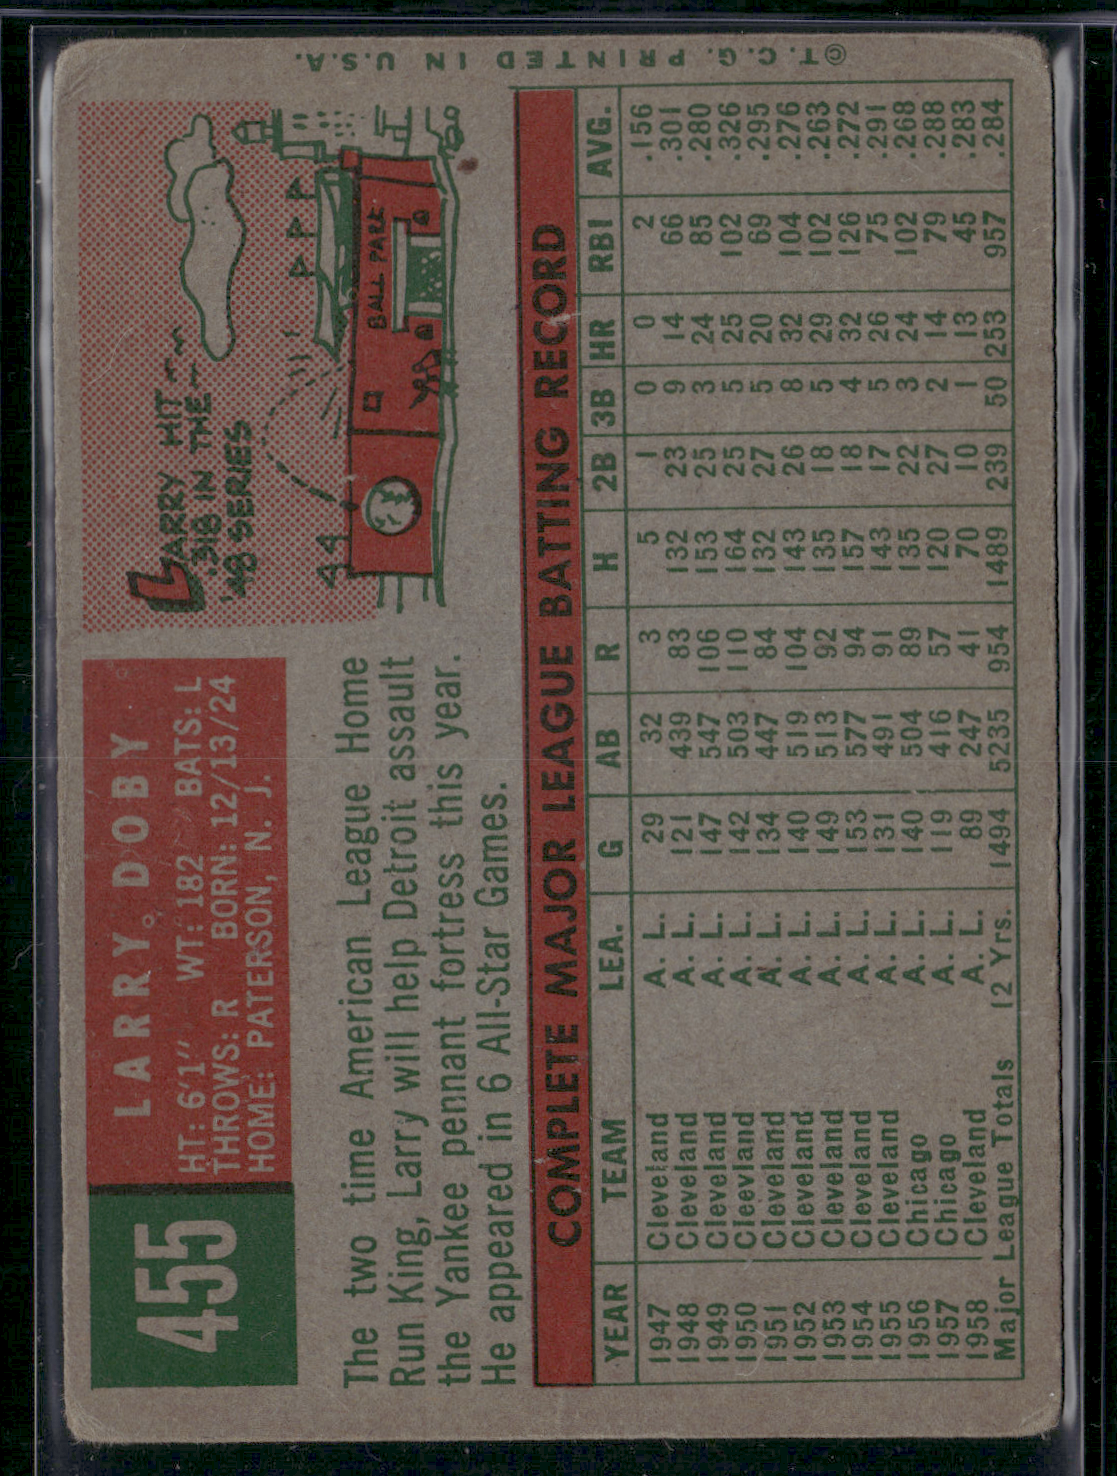 455
LARRY DOBY
HT: 6'1" WT: 182 BATS: L
THROWS: R BORN: 12/13/24
HOME: PATERSON, N. J.
LARRY HIT
.318 IN THE
'48 SERIES
BALL PARK
The two time American League Home
Run King, Larry will help Detroit assault
the Yankee pennant fortress this year.
He appeared in 6 All-Star Games.
COMPLETE MAJOR LEAGUE BATTING RECORD
YEAR TEAM LEA. G AB R H 2B 3B HR RBI AVG.
1947 Cleveland A. L. 29 32 3 5 1 0 0 2 .156
1948 Cleveland A. L. 121 439 83 132 23 9 14 66 .301
1949 Cleveland A. L. 147 547 106 153 25 3 24 85 .280
1950 Cleveland A. L. 142 503 110 164 25 5 25 102 .326
1951 Cleveland A. L. 134 447 84 132 27 5 20 69 .295
1952 Cleveland A. L. 140 519 104 143 26 8 32 104 .276
1953 Cleveland A. L. 149 513 92 135 18 5 29 102 .263
1954 Cleveland A. L. 153 577 94 157 18 4 32 126 .272
1955 Cleveland A. L. 131 491 91 143 17 5 26 75 .291
1956 Chicago A. L. 140 504 89 135 22 3 24 102 .268
1957 Chicago A. L. 119 416 57 120 27 2 14 79 .288
1958 Cleveland A. L. 89 247 41 70 10 1 13 45 .283
Major League Totals 12 Yrs. 1494 5235 954 1489 239 50 253 957 .284
© T. C. G. PRINTED IN U.S.A.